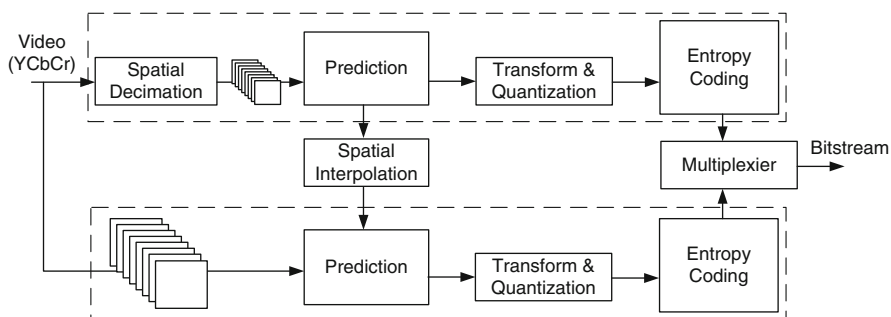 Video
(YCbCr)
Spatial
Decimation
Prediction
Transform &
Quantization
Entropy
Coding
Spatial
Interpolation
Multiplexier
Bitstream
Prediction
Transform &
Quantization
Entropy
Coding